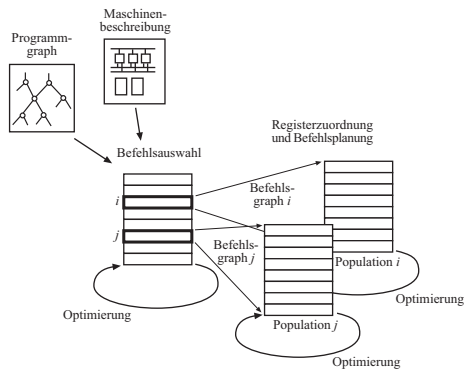 Programm-
graph
Maschinen-
beschreibung
Befehlsauswahl
Registerzuordnung
und Befehlsplanung
i
j
Befehls-
graph i
Befehls-
graph j
Population i
Population j
Optimierung
Optimierung
Optimierung